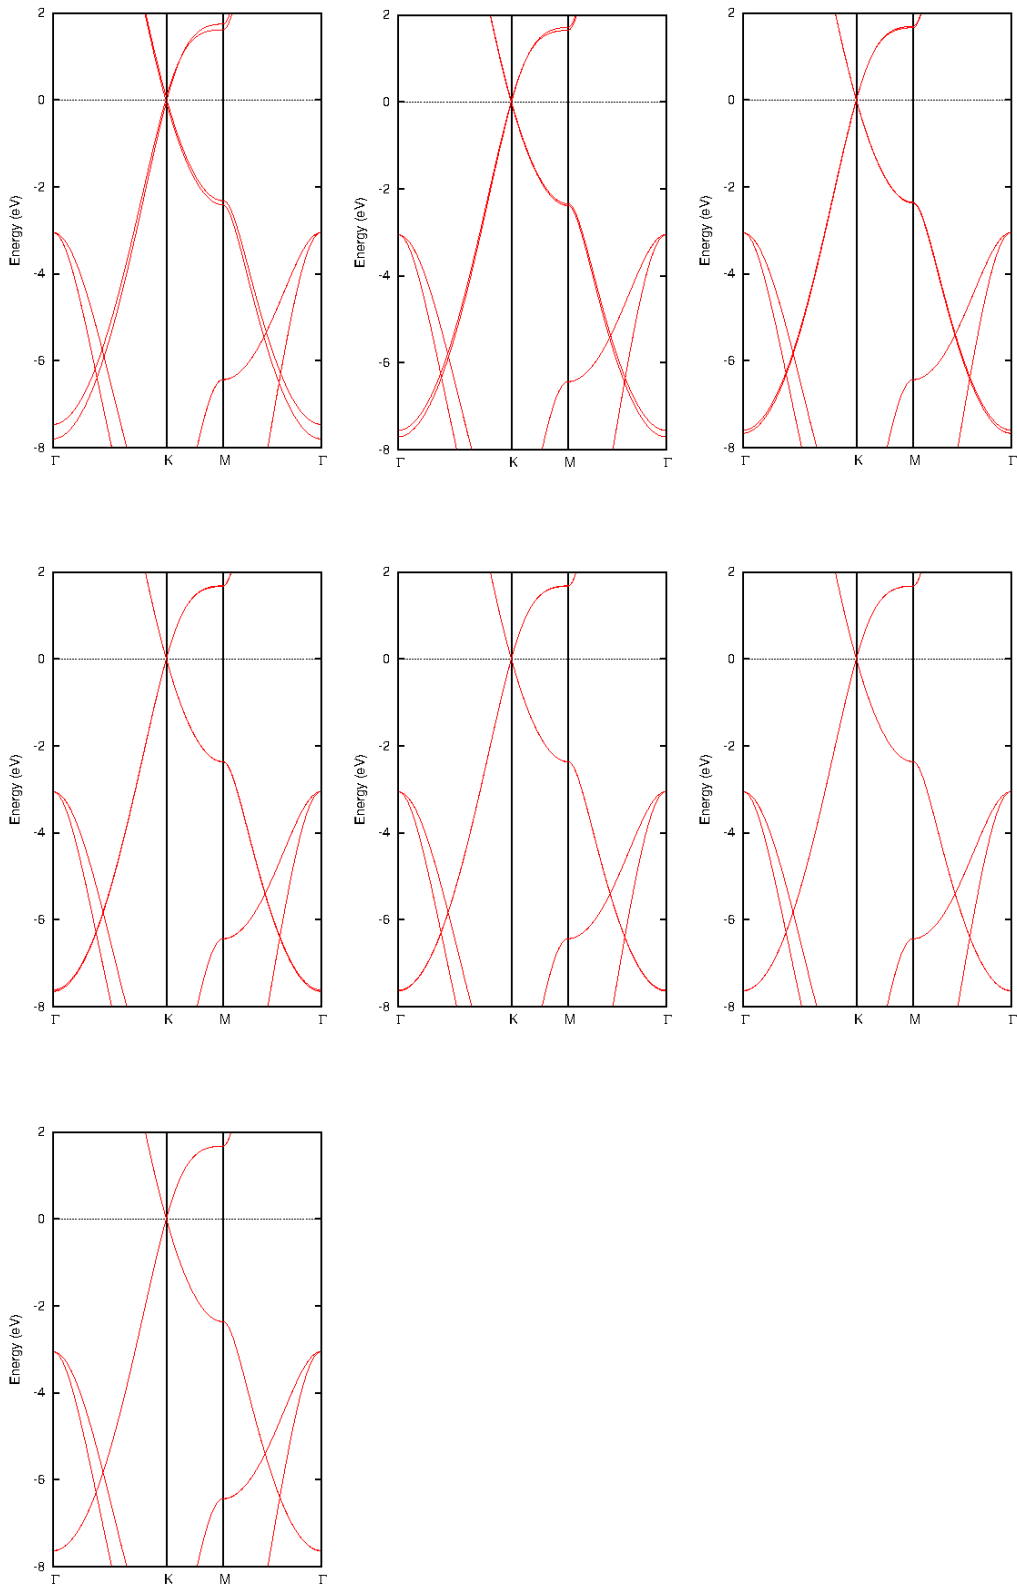 2 2 2
0 0 0
-2 -2 -2
Energy (eV) Energy (eV) Energy (eV)
-4 -4 -4
-6 -6 -6
-8 -8 -8
Γ K M Γ Γ K M Γ Γ K M Γ
2 2 2
0 0 0
-2 -2 -2
Energy (eV) Energy (eV) Energy (eV)
-4 -4 -4
-6 -6 -6
-8 -8 -8
Γ K M Γ Γ K M Γ Γ K M Γ
2
0
-2
Energy (eV)
-4
-6
-8
Γ K M Γ